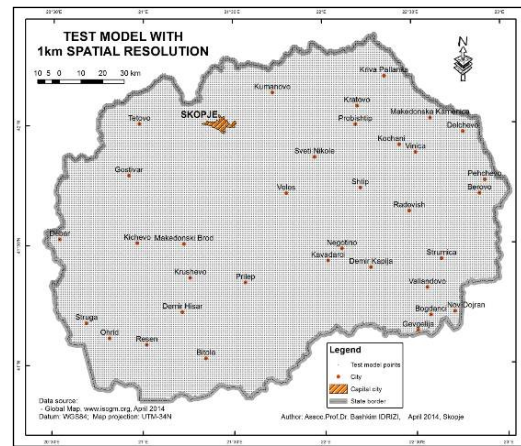 TEST MODEL WITH
1km SPATIAL RESOLUTION
10 5 0 10 20 30 km
N
Kriva Pallanka
Kumanovo
Kratovo
SKOPJE
Tetovo
Probishtip
Makedonska Kamenica
Delchevo
Kochani
Vinica
Sveti Nikole
Gostivar
Shtip
Pehchevo
Berovo
Veles
Radovish
Debar
Kichevo
Makedonski Brod
Negotino
Kavadarci
Demir Kapija
Strumica
Krushevo
Prilep
Valandovo
Demir Hisar
Bogdanci
Nov Dojran
Struga
Gevgelija
Ohrid
Resen
Bitola
Legend
Test model points
City
Capital city
State border
Data source:
- Global Map. www.iscgm.org, April 2014
Datum: WGS84; Map projection: UTM-34N
Author: Assoc.Prof.Dr. Bashkim IDRIZI, April 2014, Skopje